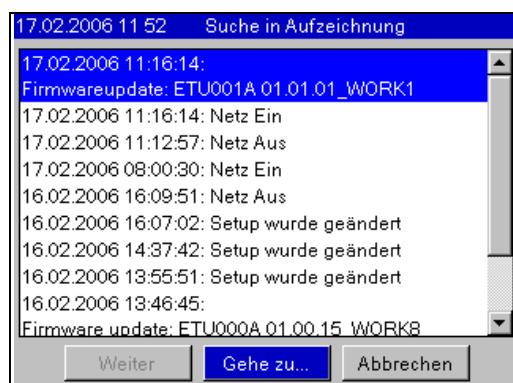 17.02.2006 11 52 Suche in Aufzeichnung
17.02.2006 11:16:14:
Firmwareupdate: ETU001A 01.01.01_WORK1
17.02.2006 11:16:14: Netz Ein
17.02.2006 11:12:57: Netz Aus
17.02.2006 08:00:30: Netz Ein
16.02.2006 16:09:51: Netz Aus
16.02.2006 16:07:02: Setup wurde geändert
16.02.2006 14:37:42: Setup wurde geändert
16.02.2006 13:55:51: Setup wurde geändert
16.02.2006 13:46:45:
Firmware update: ETU000A 01.00.15_WORK8
Weiter Gehe zu... Abbrechen